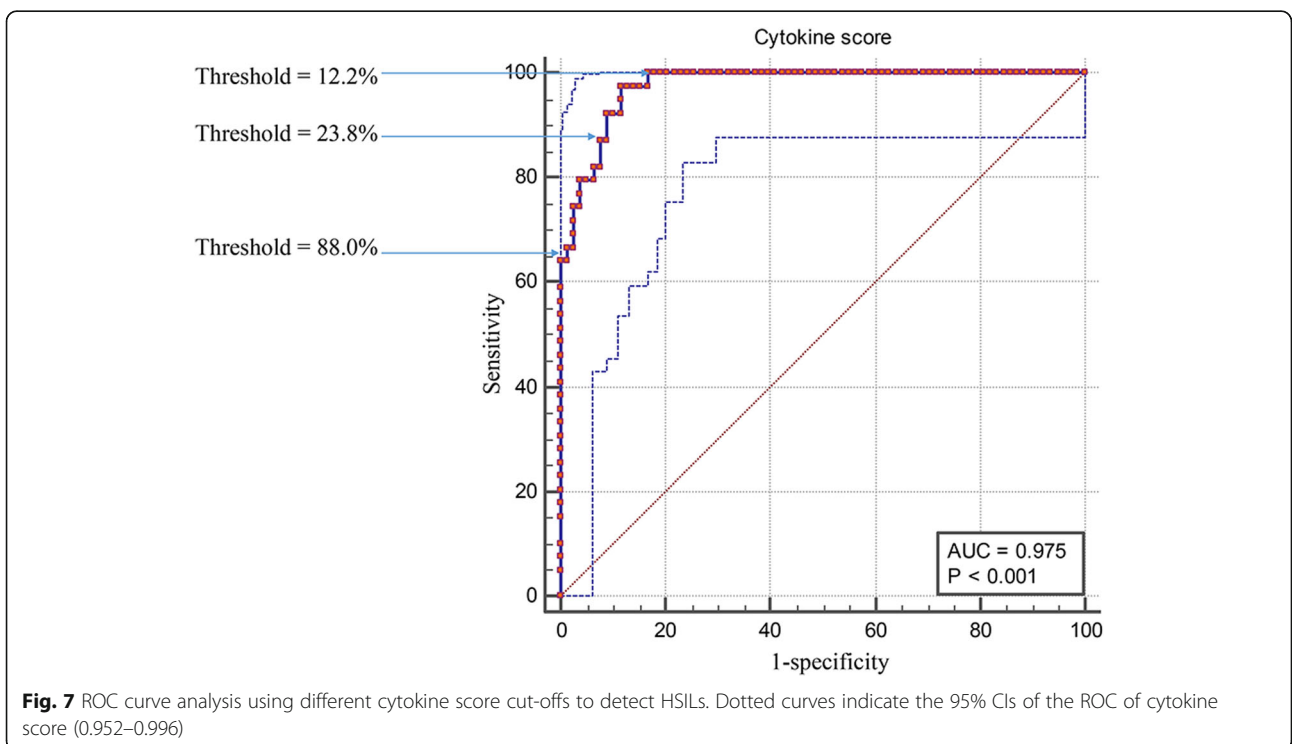 Cytokine score
Threshold = 12.2%
Threshold = 23.8%
Threshold = 88.0%
100
80
60
40
20
0
Sensitivity
AUC = 0.975
P < 0.001
0 20 40 60 80 100
1-specificity
Fig. 7 ROC curve analysis using different cytokine score cut-offs to detect HSILs. Dotted curves indicate the 95% CIs of the ROC of cytokine
score (0.952–0.996)